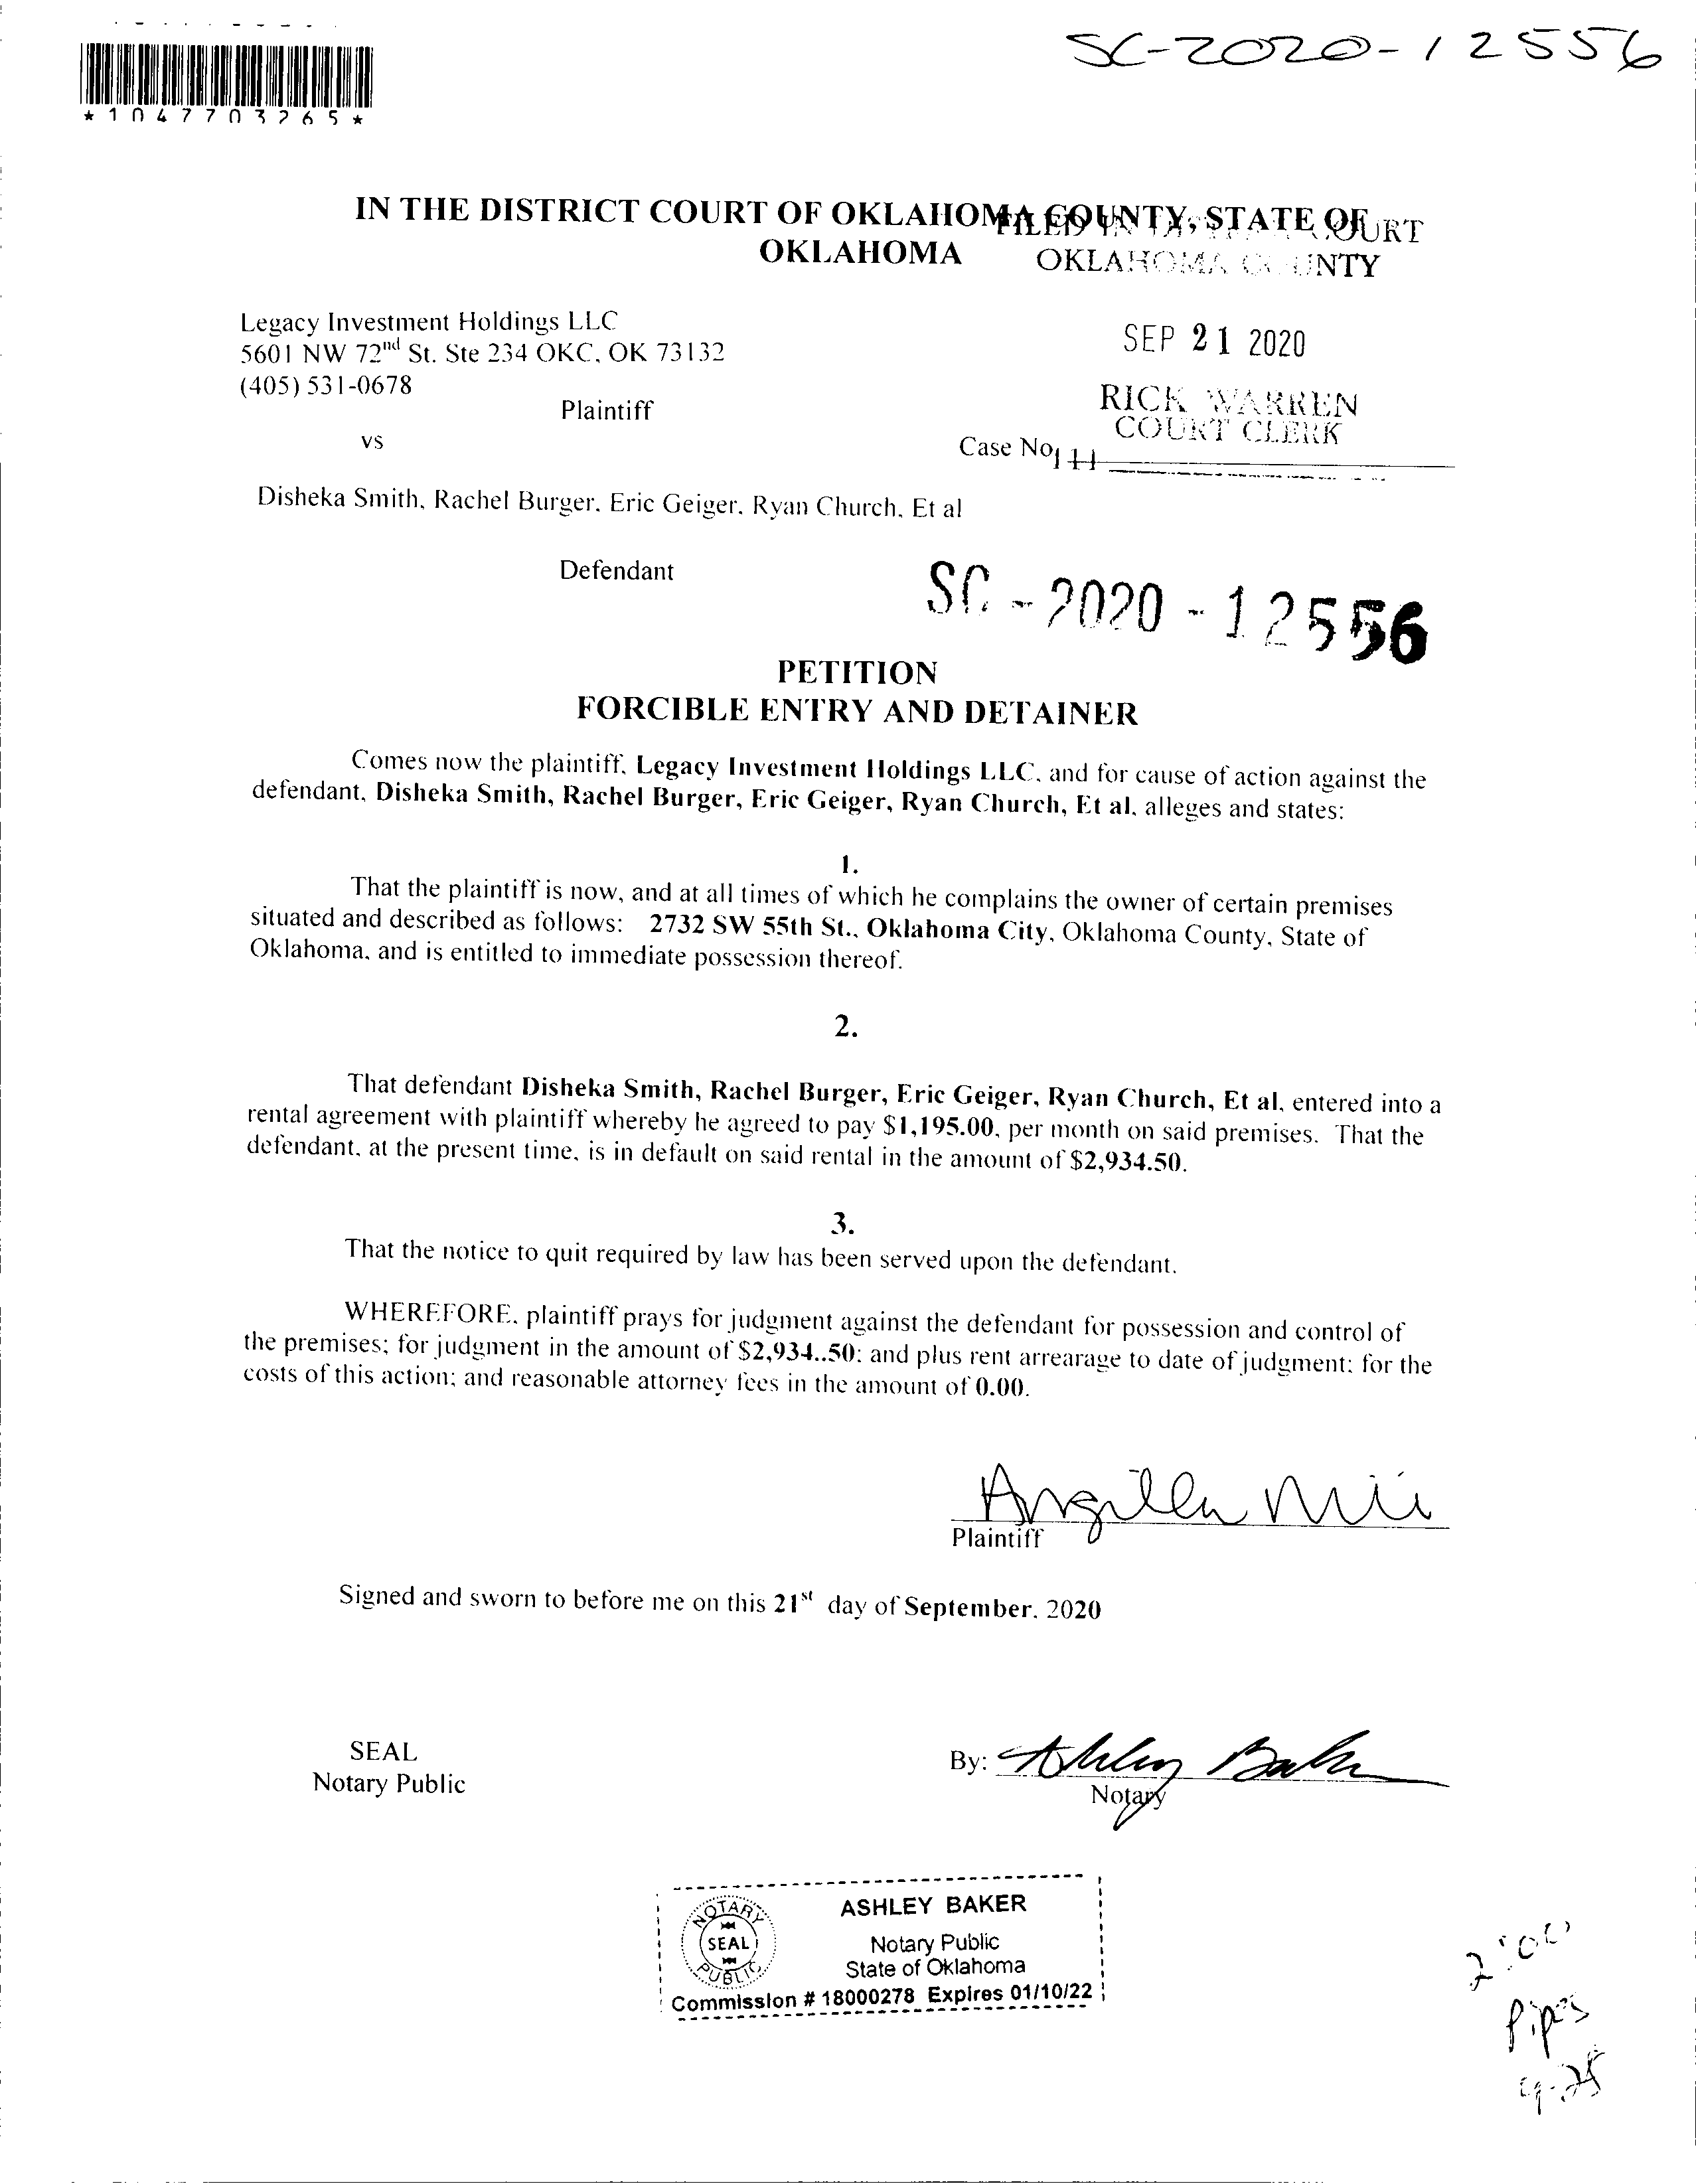 SC-2020-12556
*1047703265*
IN THE DISTRICT COURT OF OKLAHOMA COUNTY, STATE OF
OKLAHOMA
FILED IN DISTRICT COURT
OKLAHOMA COUNTY
Legacy Investment Holdings LLC
5601 NW 72nd St. Ste 234 OKC, OK 73132
(405) 531-0678
Plaintiff
SEP 21 2020
RICK WARREN
COURT CLERK
vs
Case No.
Disheka Smith, Rachel Burger, Eric Geiger, Ryan Church, Et al
Defendant
SC-2020-12556
PETITION
FORCIBLE ENTRY AND DETAINER
Comes now the plaintiff, Legacy Investment Holdings LLC, and for cause of action against the
defendant, Disheka Smith, Rachel Burger, Eric Geiger, Ryan Church, Et al, alleges and states:
1.
That the plaintiff is now, and at all times of which he complains the owner of certain premises
situated and described as follows: 2732 SW 55th St., Oklahoma City, Oklahoma County, State of
Oklahoma, and is entitled to immediate possession thereof.
2.
That defendant Disheka Smith, Rachel Burger, Eric Geiger, Ryan Church, Et al, entered into a
rental agreement with plaintiff whereby he agreed to pay $1,195.00, per month on said premises. That the
defendant, at the present time, is in default on said rental in the amount of $2,934.50.
3.
That the notice to quit required by law has been served upon the defendant.
WHEREFORE, plaintiff prays for judgment against the defendant for possession and control of
the premises; for judgment in the amount of $2,934..50; and plus rent arrearage to date of judgment; for the
costs of this action; and reasonable attorney fees in the amount of 0.00.
Plaintiff
Signed and sworn to before me on this 21st day of September, 2020
SEAL
Notary Public
By: Ashley Baker
Notary
NOTARY
SEAL
PUBLIC
ASHLEY BAKER
Notary Public
State of Oklahoma
Commission # 18000278 Expires 01/10/22
2:00
Pipes